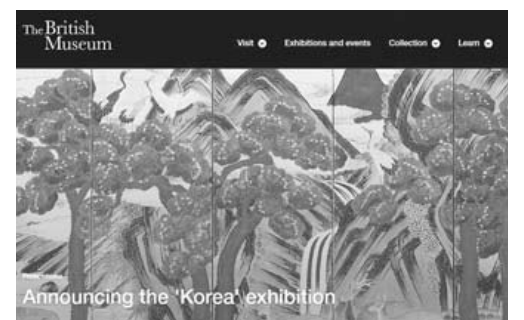 The British
Museum
Visit
Exhibitions and events
Collection
Learn
Announcing the 'Korea' exhibition